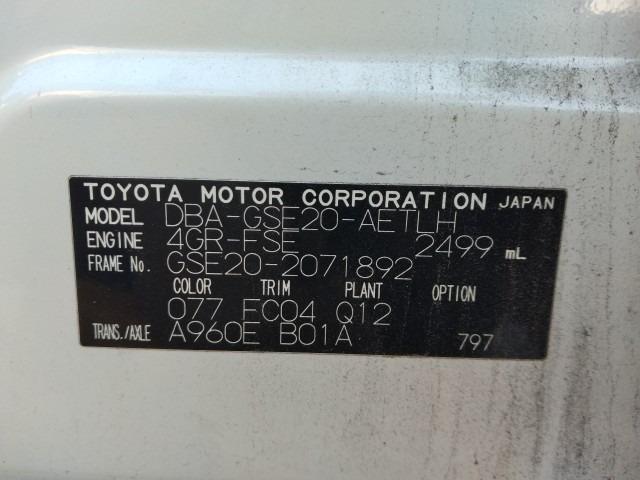 TOYOTA MOTOR CORPORATION JAPAN
MODEL DBA-GSE20-AETLH
ENGINE 4GR-FSE 2499 mL
FRAME No. GSE20-2071892
COLOR TRIM PLANT OPTION
077 FC04 Q12
TRANS./AXLE A960E B01A 797